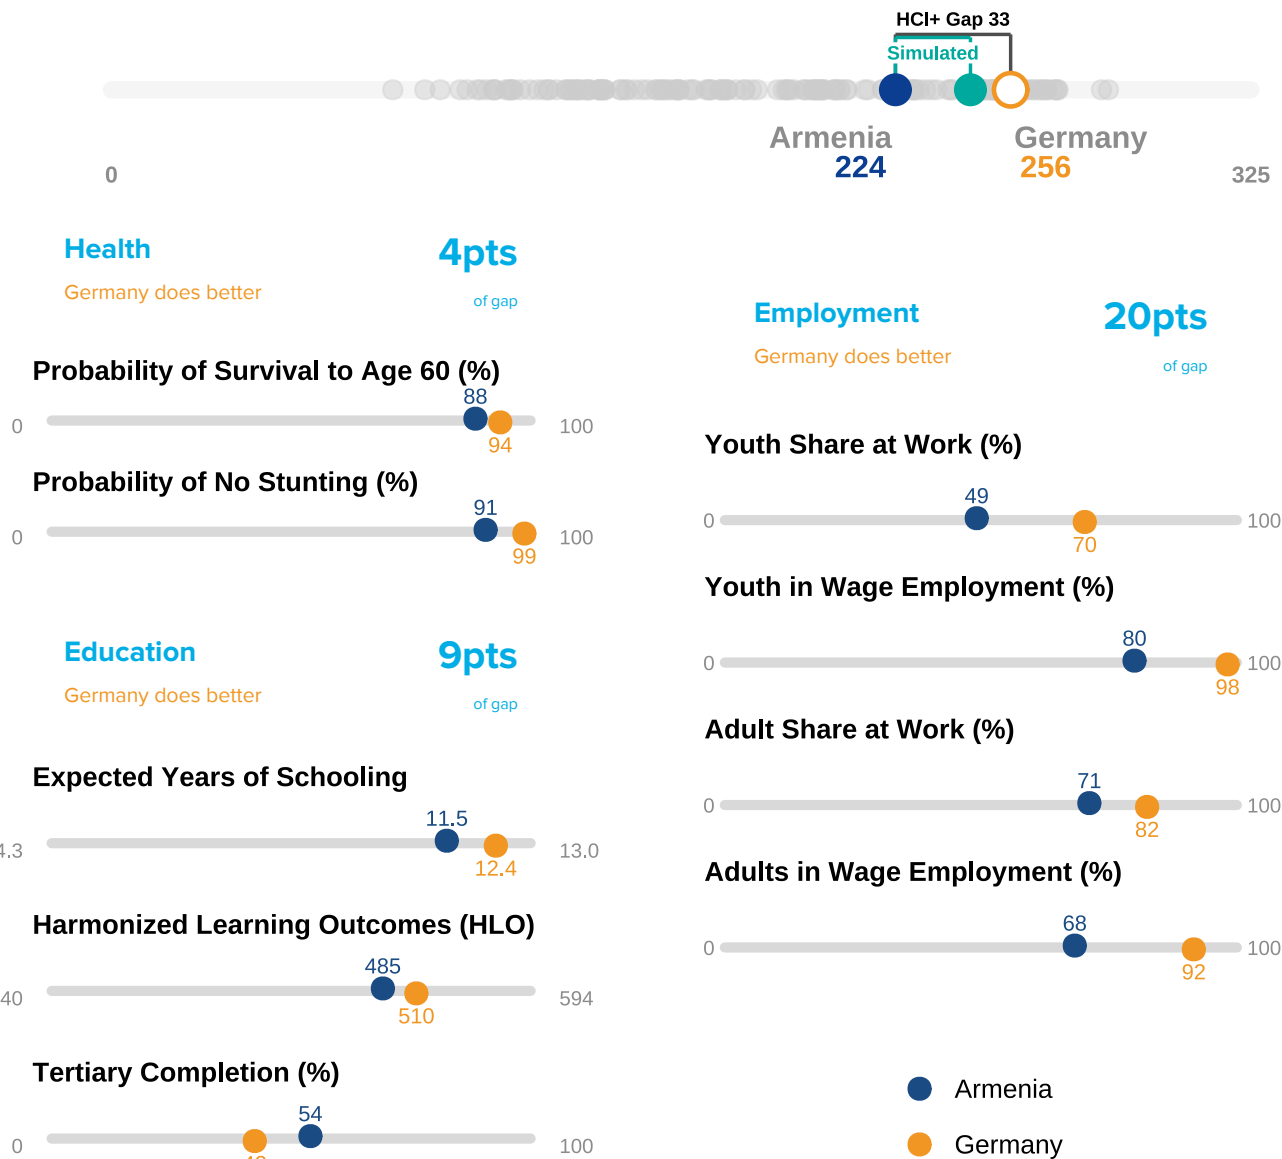 HCI+ Gap 33
Simulated
Armenia
224
Germany
256
0
325
Health
4pts
Germany does better
of gap
Probability of Survival to Age 60 (%)
88
0
100
94
Probability of No Stunting (%)
91
0
100
99
Education
9pts
Germany does better
of gap
Expected Years of Schooling
11.5
4.3
13.0
12.4
Harmonized Learning Outcomes (HLO)
485
40
594
510
Tertiary Completion (%)
54
0
100
Employment
20pts
Germany does better
of gap
Youth Share at Work (%)
49
0
100
70
Youth in Wage Employment (%)
80
0
100
98
Adult Share at Work (%)
71
0
100
82
Adults in Wage Employment (%)
68
0
100
92
Armenia
Germany